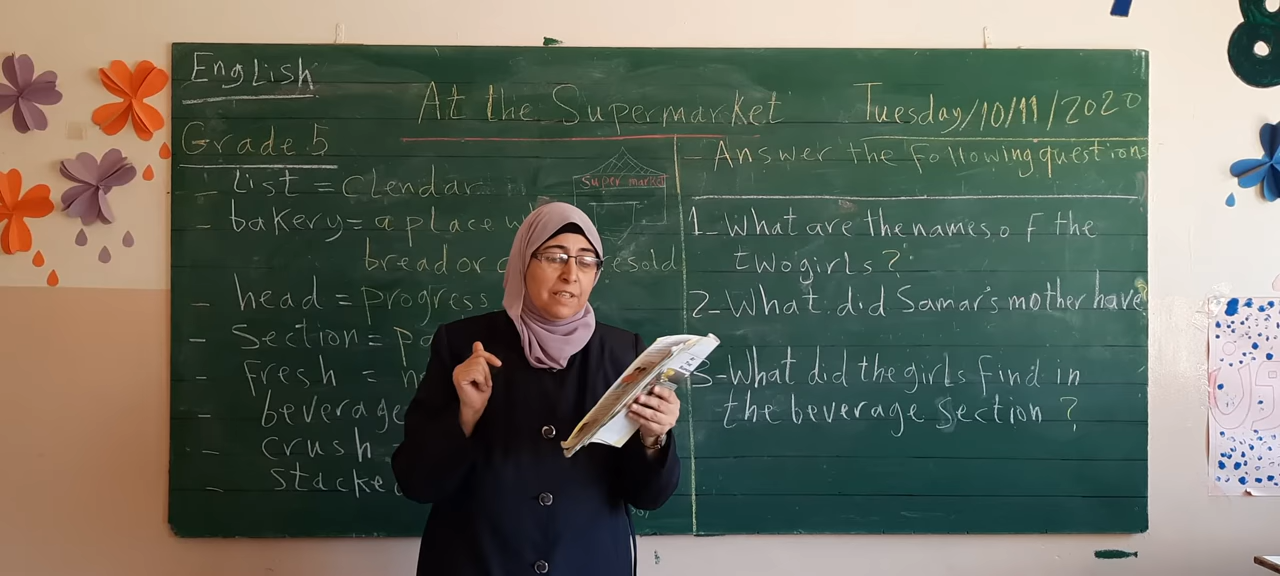 English
At the Supermarket
Tuesday/10/11/2020
Grade 5
- List = Clendar
- bakery = a place
bread or
sold
- head = progress
- Section =
- Fresh =
- beverage
- crush
- stacke
Super market
- Answer the following questions
1- What are the names of the
two girls?
2- What did Samar's mother have?
3- What did the girls find in
the beverage section ?